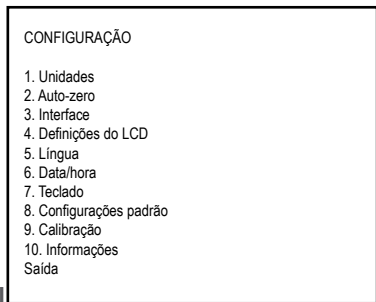 CONFIGURAÇÃO
1. Unidades
2. Auto-zero
3. Interface
4. Definições do LCD
5. Língua
6. Data/hora
7. Teclado
8. Configurações padrão
9. Calibração
10. Informações
Saída